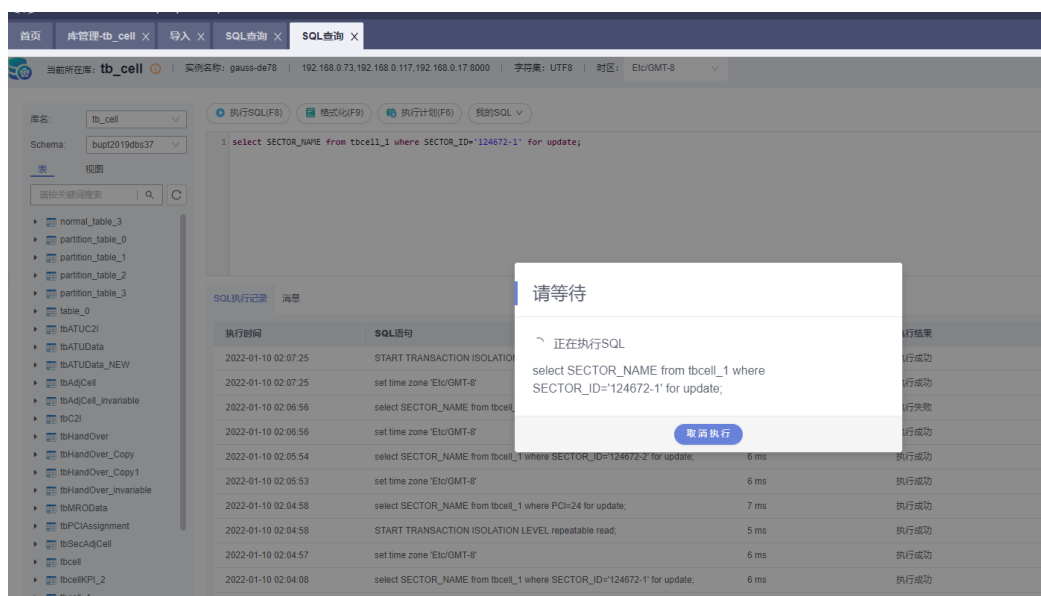 首页 库管理-tb_cell X 导入 X SQL查询 X SQL查询 X
当前所在库: tb_cell 实例名称: gauss-de78 | 192.168.0.73,192.168.0.117,192.168.0.17:8000 | 字符集: UTF8 | 时区: Etc/GMT-8
库名: tb_cell
Schema: bupt2019dbs37
表 视图
请按关键词搜索
normal_table_3
partition_table_0
partition_table_1
partition_table_2
partition_table_3
table_0
tbATUC2I
tbATUData
tbATUData_NEW
tbAdjCell
tbAdjCell_invariable
tbC2I
tbHandOver
tbHandOver_Copy
tbHandOver_Copy1
tbHandOver_invariable
tbMROData
tbPCIAssignment
tbSecAdjCell
tbcell
tbcellKPI_2
执行SQL(F8) 格式化(F9) 执行计划(F6) 我的SQL
1 select SECTOR_NAME from tbcell_1 where SECTOR_ID='124672-1' for update;
SQL执行记录 消息
执行时间 SQL语句 执行结果
2022-01-10 02:07:25 START TRANSACTION ISOLATION 执行成功
2022-01-10 02:07:25 set time zone 'Etc/GMT-8' 执行成功
2022-01-10 02:06:56 select SECTOR_NAME from tbcell_ 执行失败
2022-01-10 02:06:56 set time zone 'Etc/GMT-8' 执行成功
2022-01-10 02:05:54 select SECTOR_NAME from tbcell_1 where SECTOR_ID='124672-2' for update; 6 ms 执行成功
2022-01-10 02:05:53 set time zone 'Etc/GMT-8' 6 ms 执行成功
2022-01-10 02:04:58 select SECTOR_NAME from tbcell_1 where PCI=24 for update; 7 ms 执行成功
2022-01-10 02:04:58 START TRANSACTION ISOLATION LEVEL repeatable read; 5 ms 执行成功
2022-01-10 02:04:57 set time zone 'Etc/GMT-8' 6 ms 执行成功
2022-01-10 02:04:08 select SECTOR_NAME from tbcell_1 where SECTOR_ID='124672-1' for update; 6 ms 执行成功
请等待
正在执行SQL
select SECTOR_NAME from tbcell_1 where
SECTOR_ID='124672-1' for update;
取消执行